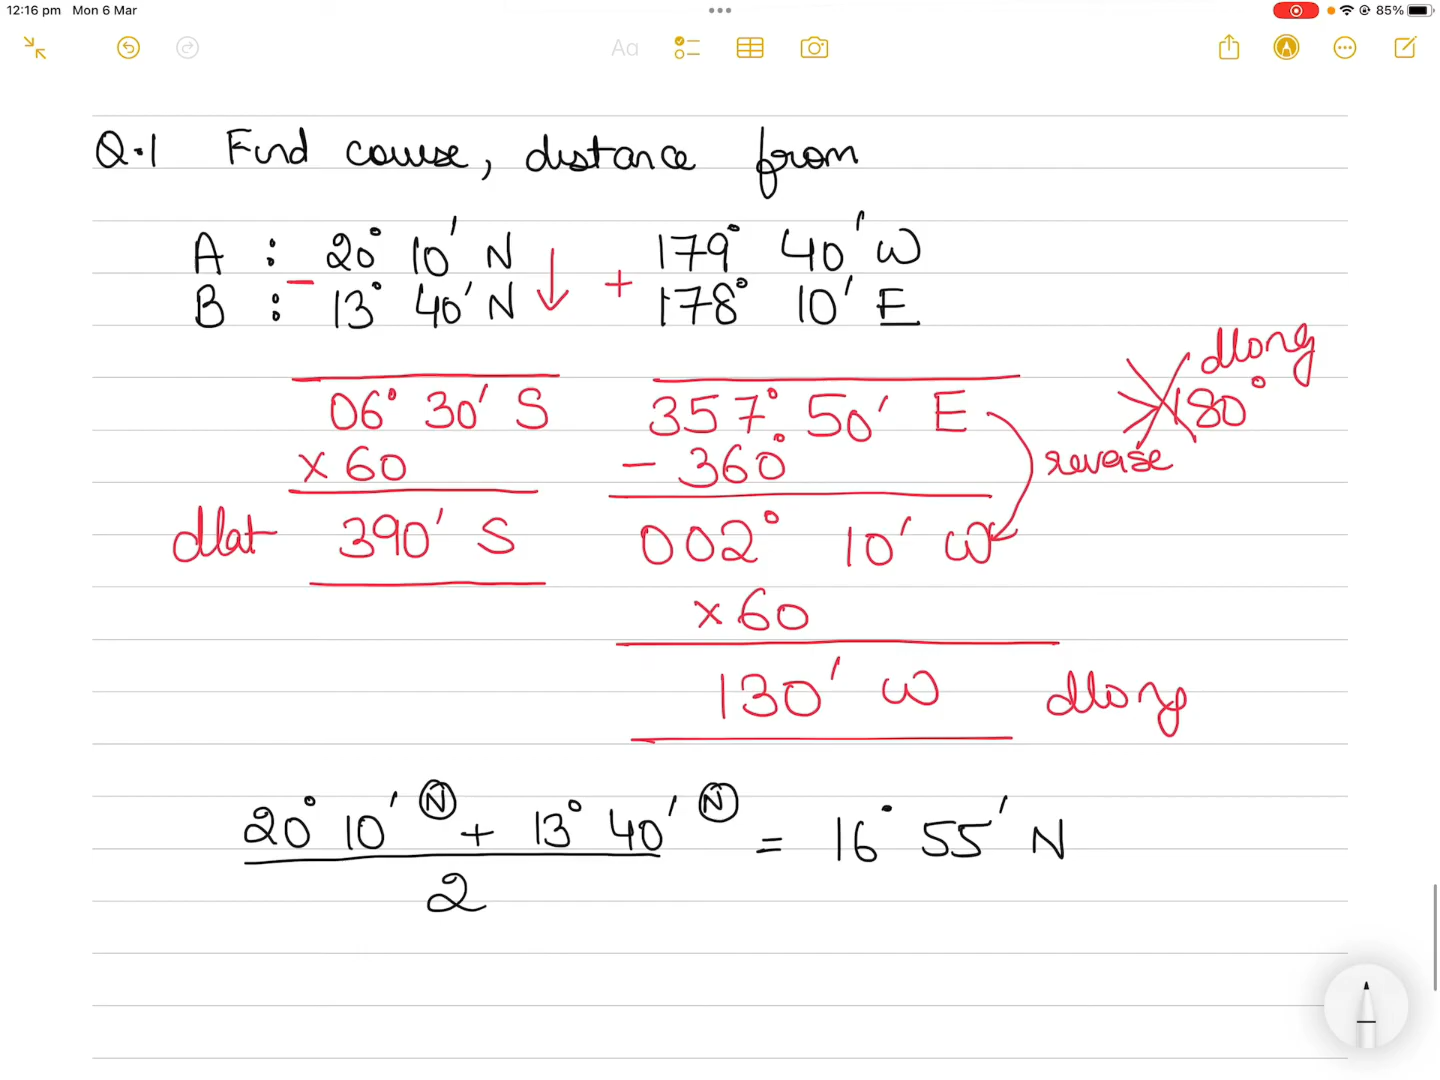 12:16 pm Mon 6 Mar
85%
Aa
Q.1 Find course, distance from
A : 20° 10' N 179° 40' W
- +
B : 13° 40' N 178° 10' E
dlong
06° 30' S 357° 50' E 180°
x 60 - 360° reverse
dlat 390' S 002° 10' W
x 60
130' W dlong
20° 10' N + 13° 40' N = 16° 55' N
2